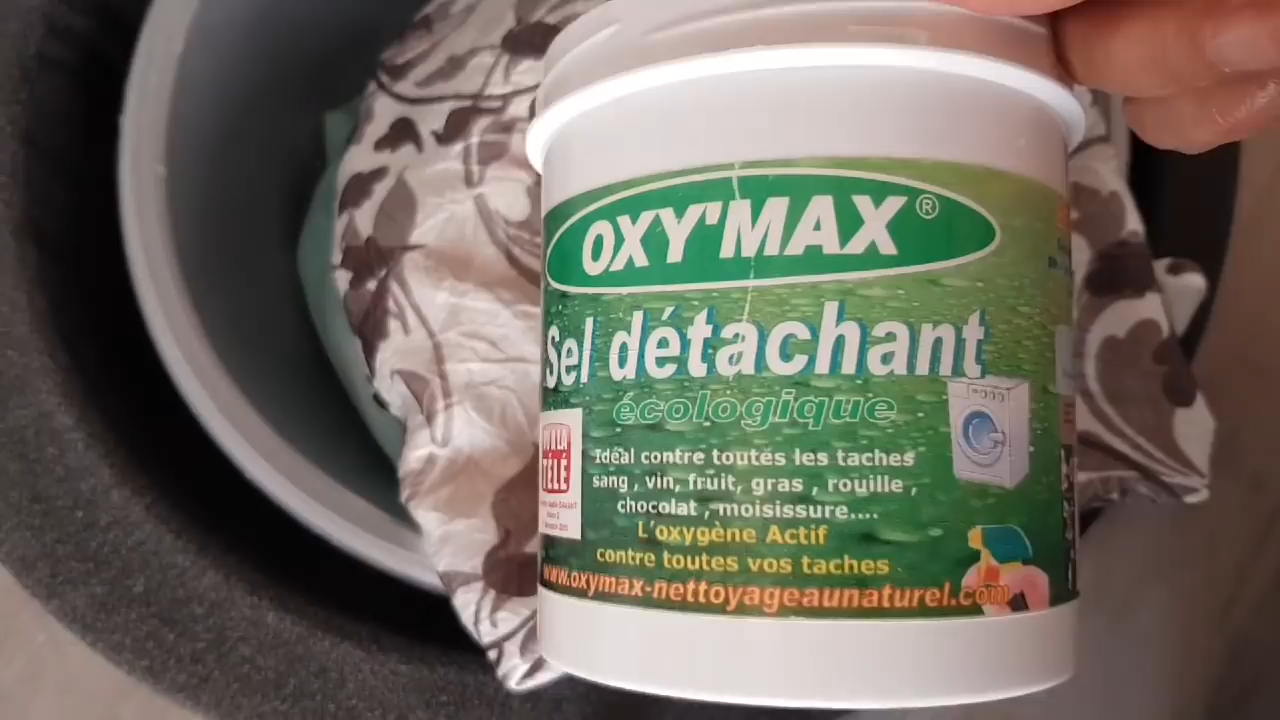 OXY'MAX ®
Sel détachant
écologique
VU A LA
TÉLÉ
Idéal contre toutes les taches
sang , vin, fruit, gras , rouille ,
chocolat , moisissure....
L'oxygène Actif
contre toutes vos taches
www.oxymax-nettoyageaunaturel.com